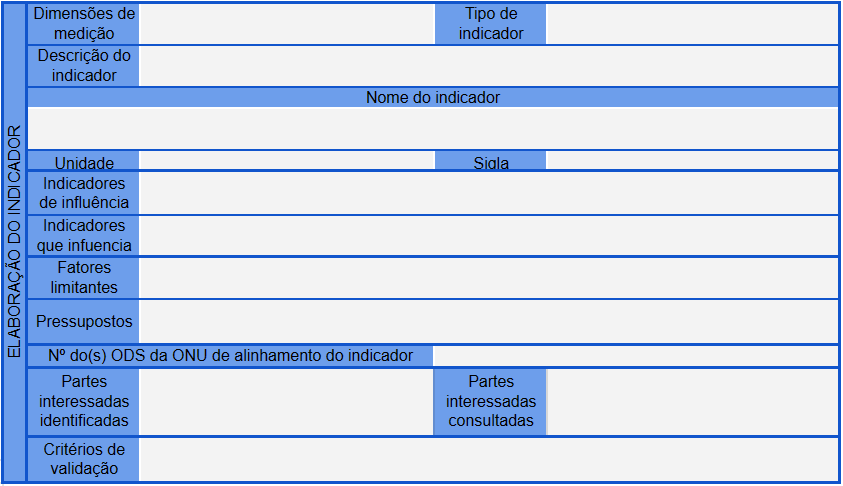 ELABORAÇÃO DO INDICADOR
Dimensões de
medição
Tipo de
indicador
Descrição do
indicador
Nome do indicador
Unidade
Sigla
Indicadores
de influência
Indicadores
que infuencia
Fatores
limitantes
Pressupostos
Nº do(s) ODS da ONU de alinhamento do indicador
Partes
interessadas
identificadas
Partes
interessadas
consultadas
Critérios de
validação